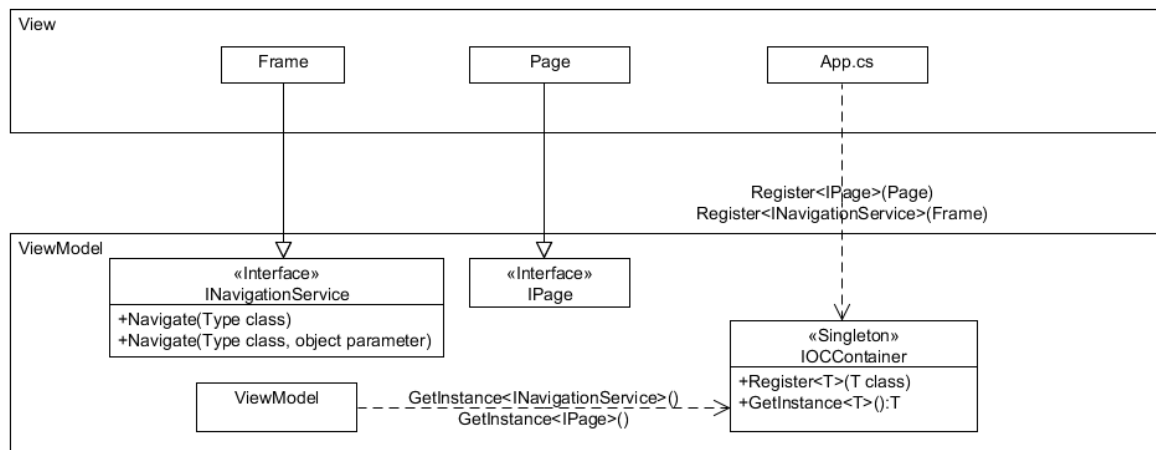 View
Frame
Page
App.cs
Register<IPage>(Page)
Register<INavigationService>(Frame)
ViewModel
«Interface»
INavigationService
+Navigate(Type class)
+Navigate(Type class, object parameter)
«Interface»
IPage
«Singleton»
IOCContainer
+Register<T>(T class)
+GetInstance<T>():T
ViewModel
GetInstance<INavigationService>()
GetInstance<IPage>()